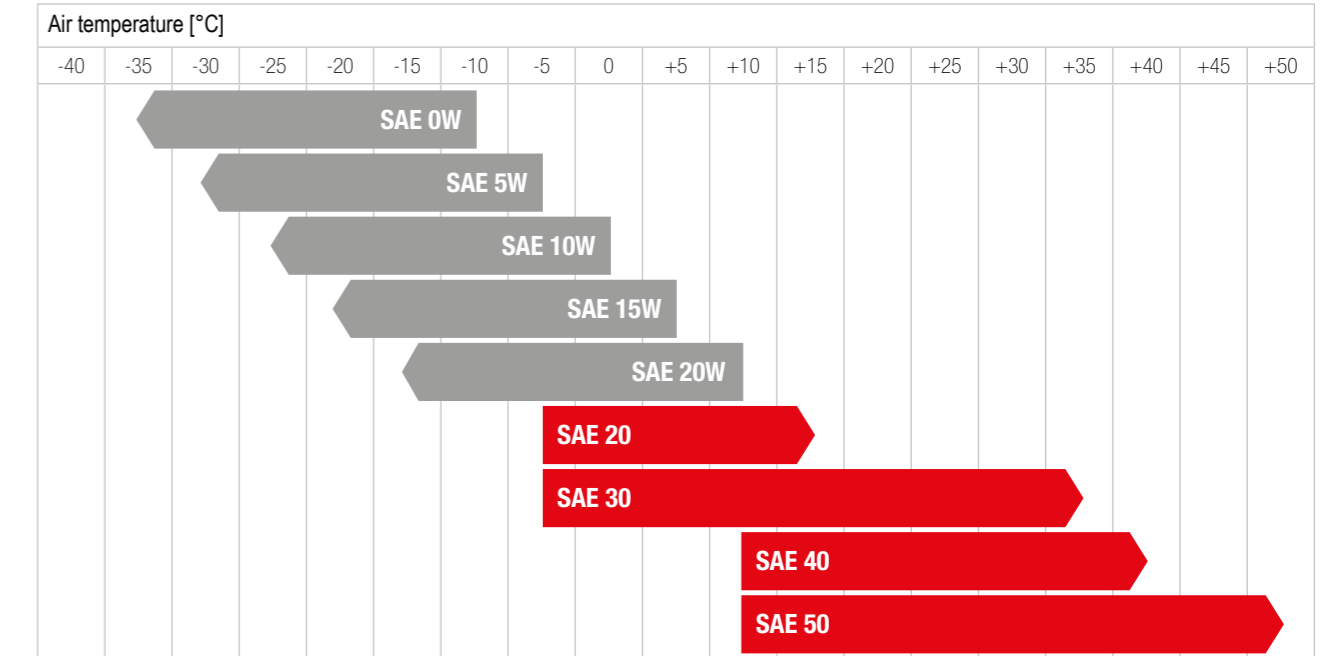 Air temperature [°C]
-40 -35 -30 -25 -20 -15 -10 -5 0 +5 +10 +15 +20 +25 +30 +35 +40 +45 +50
SAE 0W
SAE 5W
SAE 10W
SAE 15W
SAE 20W
SAE 20
SAE 30
SAE 40
SAE 50